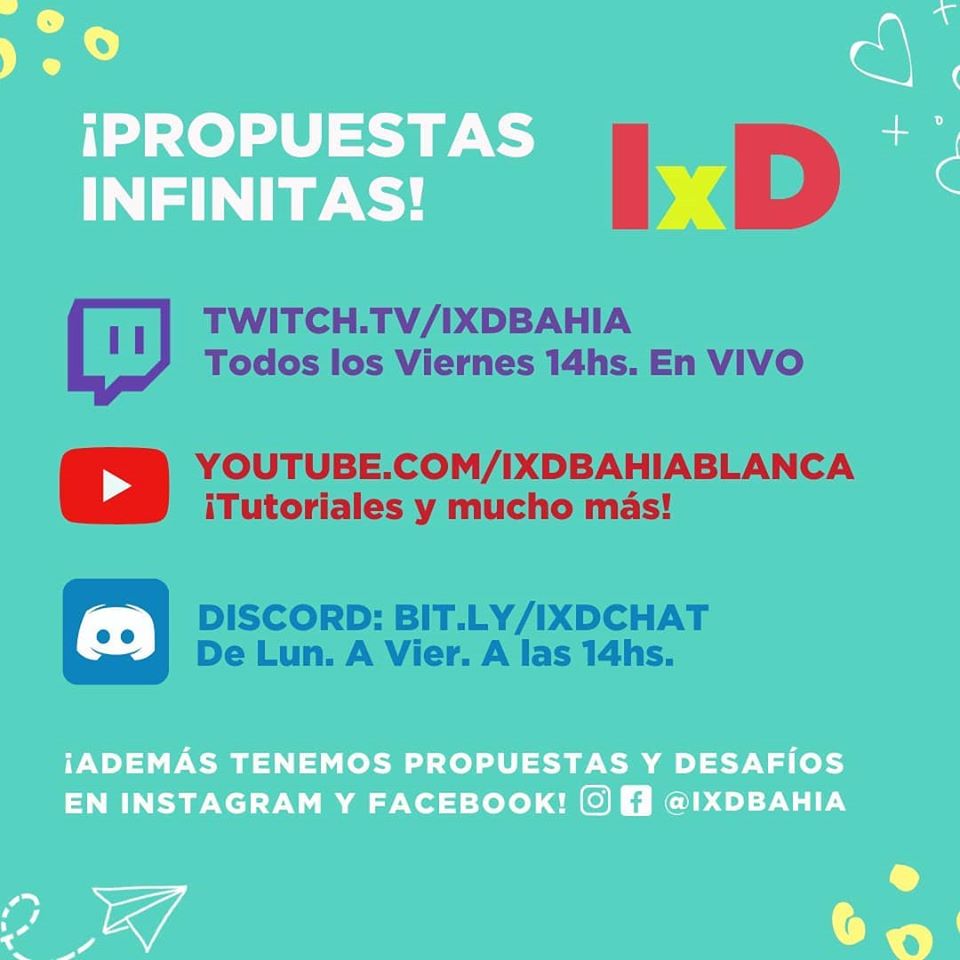 ¡PROPUESTAS
INFINITAS!
IxD
TWITCH.TV/IXDBAHIA
Todos los Viernes 14hs. En VIVO
YOUTUBE.COM/IXDBAHIABLANCA
¡Tutoriales y mucho más!
DISCORD: BIT.LY/IXDCHAT
De Lun. A Vier. A las 14hs.
¡ADEMÁS TENEMOS PROPUESTAS Y DESAFÍOS
EN INSTAGRAM Y FACEBOOK! @IXDBAHIA